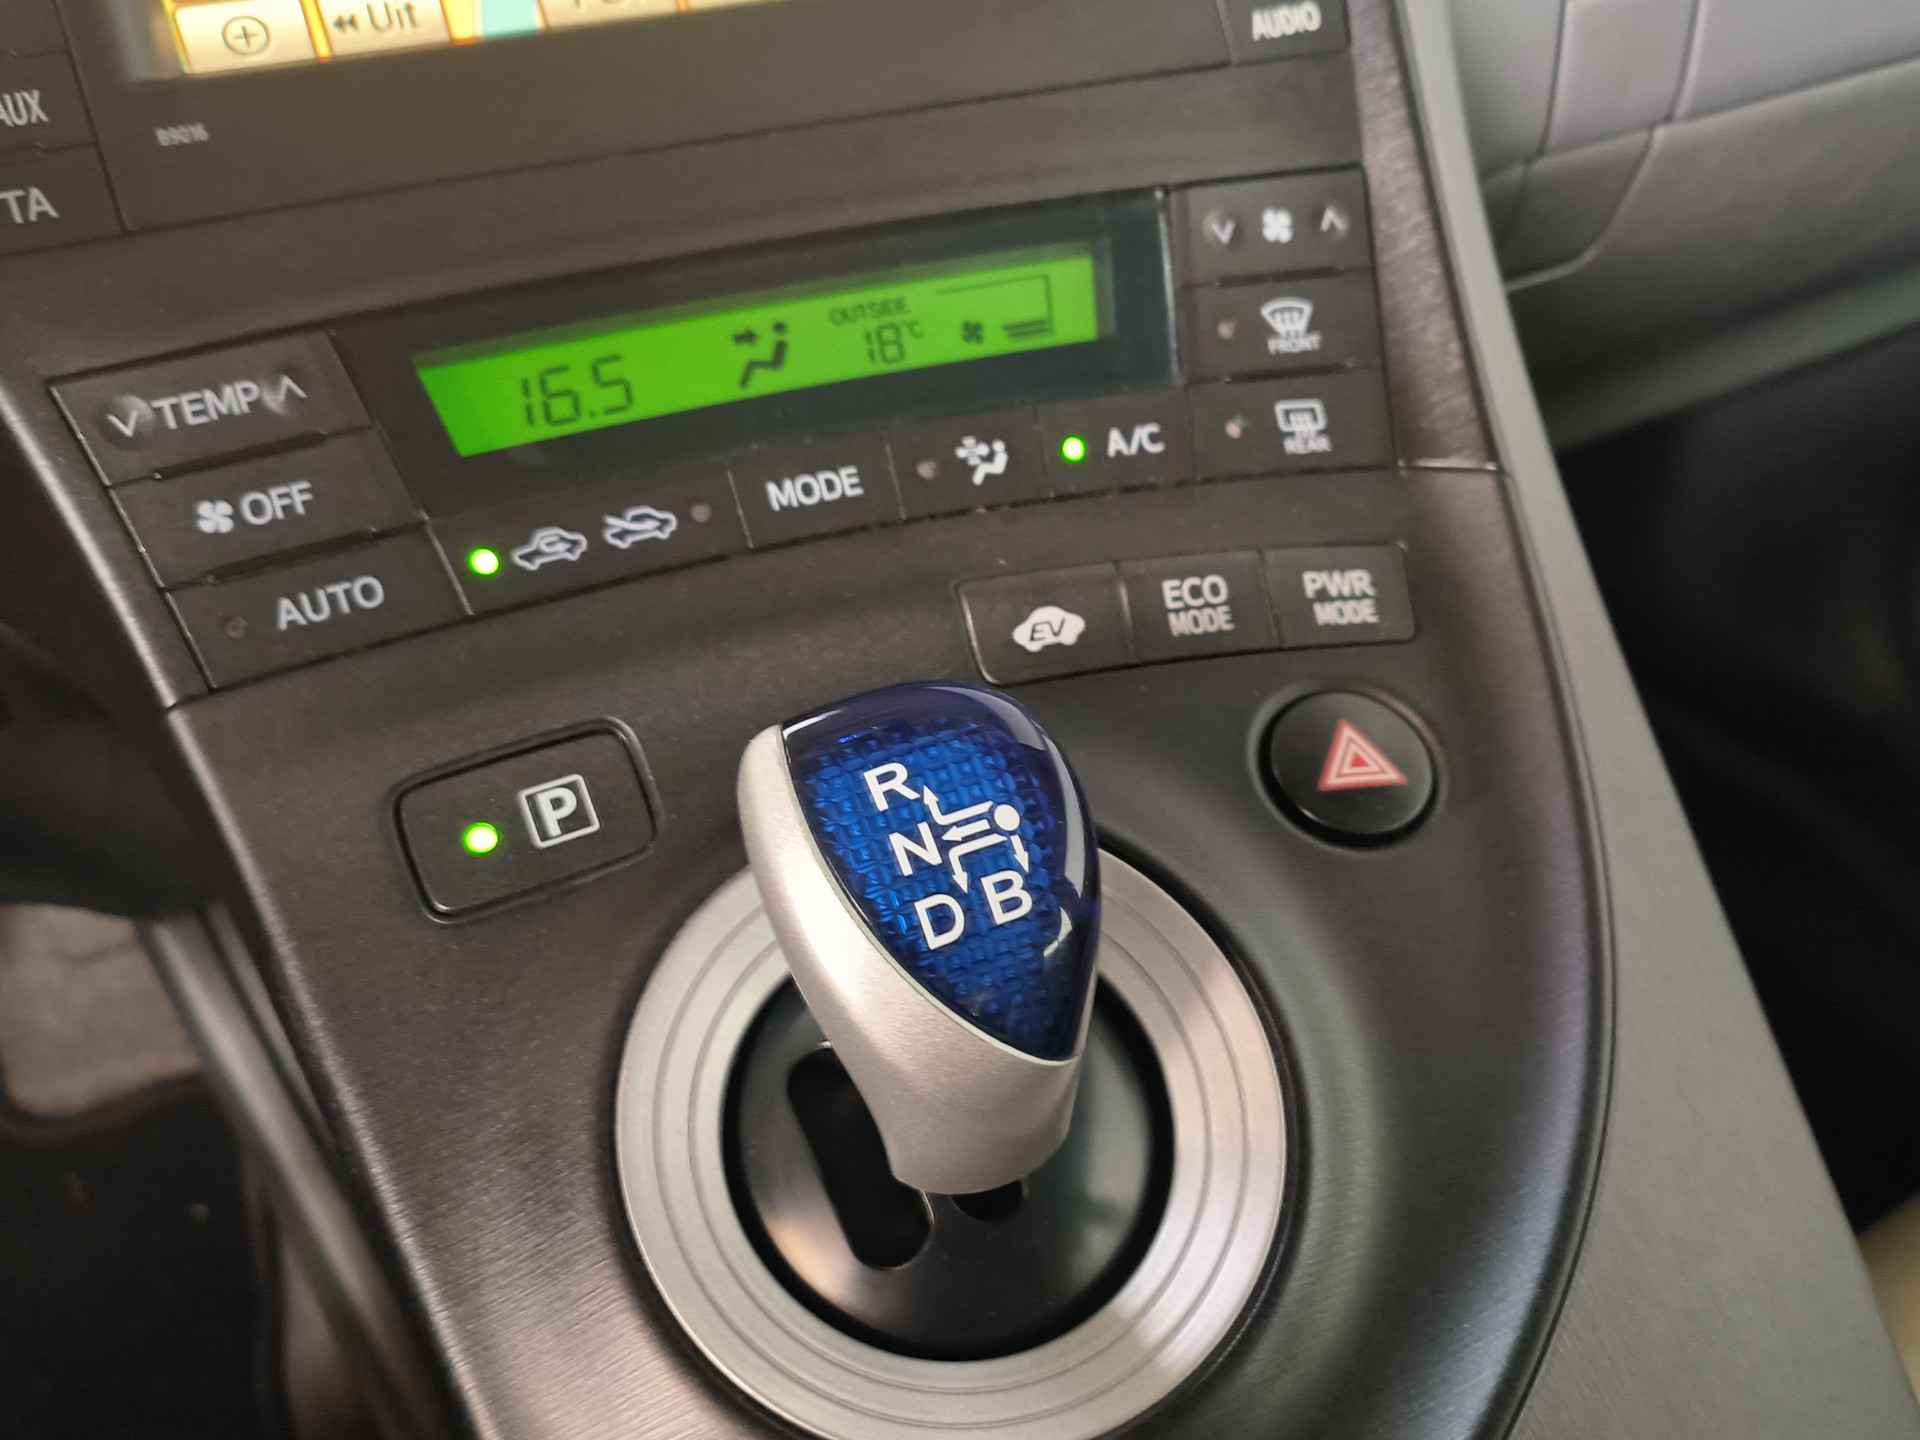 Uit
AUDIO
AUX
B9016
TA
OUTSIDE
16.5
18°C
TEMP
FRONT
OFF
MODE
A/C
REAR
AUTO
EV
ECO
MODE
PWR
MODE
P
R
N
D
B